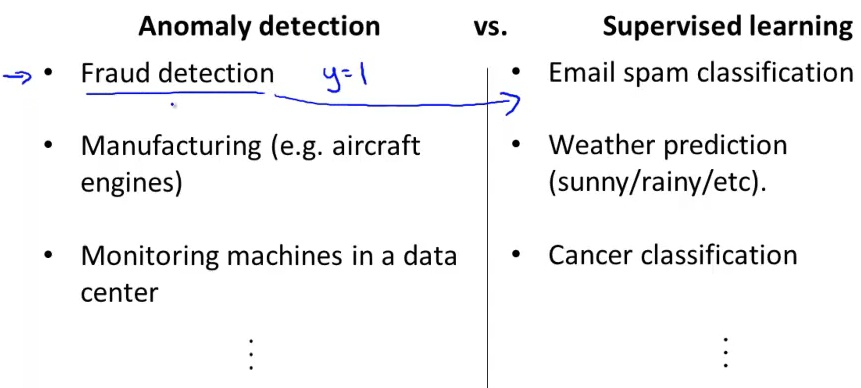 Anomaly detection vs. Supervised learning
• Fraud detection y=1
• Email spam classification
• Manufacturing (e.g. aircraft
engines)
• Weather prediction
(sunny/rainy/etc).
• Monitoring machines in a data
center
• Cancer classification
⋮
⋮